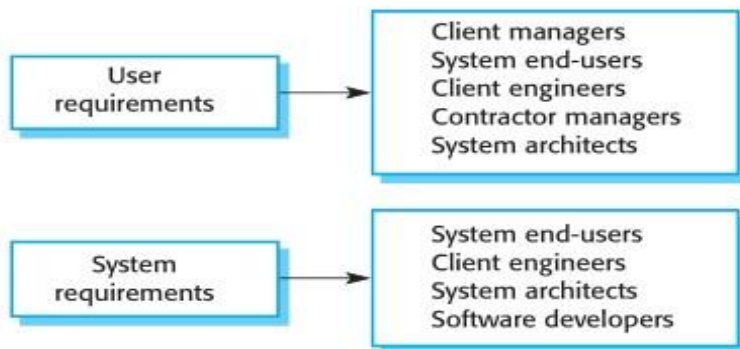 User
requirements
Client managers
System end-users
Client engineers
Contractor managers
System architects
System
requirements
System end-users
Client engineers
System architects
Software developers